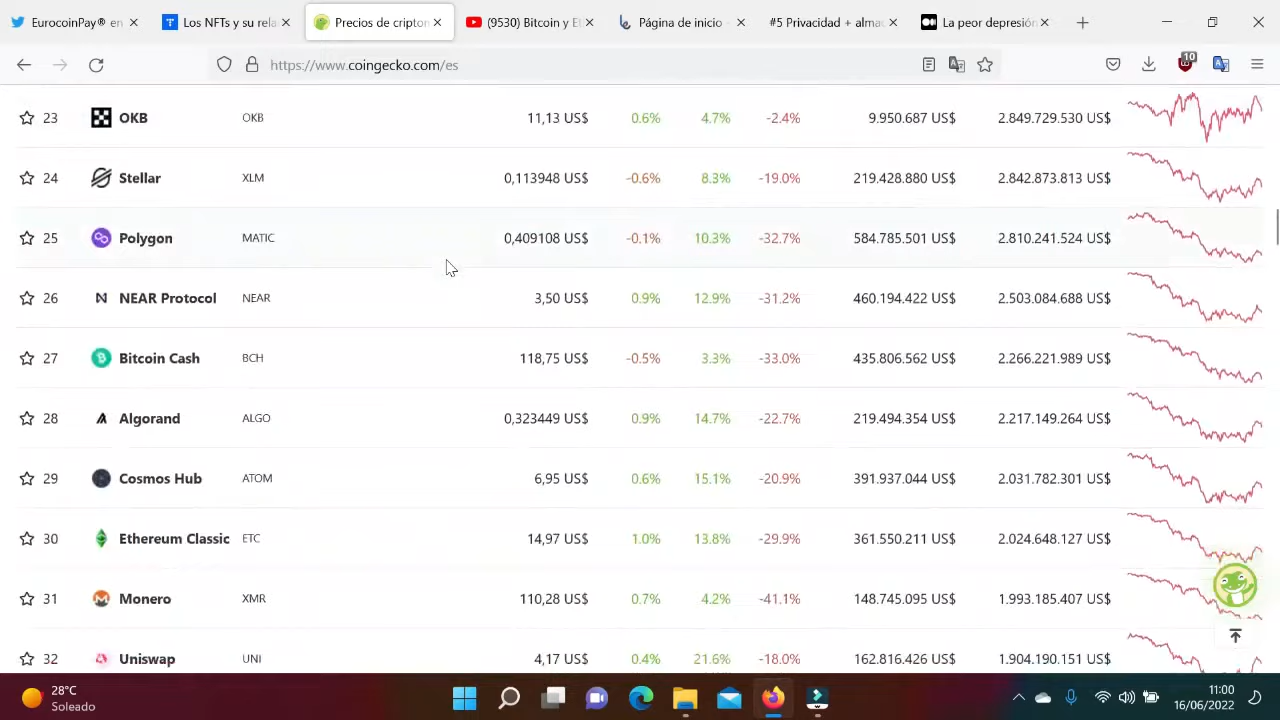 EurocoinPay® en
Los NFTs y su rela
Precios de cripton
(9530) Bitcoin y E
Página de inicio -
#5 Privacidad + alma
La peor depresión
https://www.coingecko.com/es
10
23 OKB OKB 11,13 US$ 0.6% 4.7% -2.4% 9.950.687 US$ 2.849.729.530 US$
24 Stellar XLM 0,113948 US$ -0.6% 8.3% -19.0% 219.428.880 US$ 2.842.873.813 US$
25 Polygon MATIC 0,409108 US$ -0.1% 10.3% -32.7% 584.785.501 US$ 2.810.241.524 US$
26 NEAR Protocol NEAR 3,50 US$ 0.9% 12.9% -31.2% 460.194.422 US$ 2.503.084.688 US$
27 Bitcoin Cash BCH 118,75 US$ -0.5% 3.3% -33.0% 435.806.562 US$ 2.266.221.989 US$
28 Algorand ALGO 0,323449 US$ 0.9% 14.7% -22.7% 219.494.354 US$ 2.217.149.264 US$
29 Cosmos Hub ATOM 6,95 US$ 0.6% 15.1% -20.9% 391.937.044 US$ 2.031.782.301 US$
30 Ethereum Classic ETC 14,97 US$ 1.0% 13.8% -29.9% 361.550.211 US$ 2.024.648.127 US$
31 Monero XMR 110,28 US$ 0.7% 4.2% -41.1% 148.745.095 US$ 1.993.185.407 US$
32 Uniswap UNI 4,17 US$ 0.4% 21.6% -18.0% 162.816.426 US$ 1.904.190.151 US$
28°C
Soleado
11:00
16/06/2022